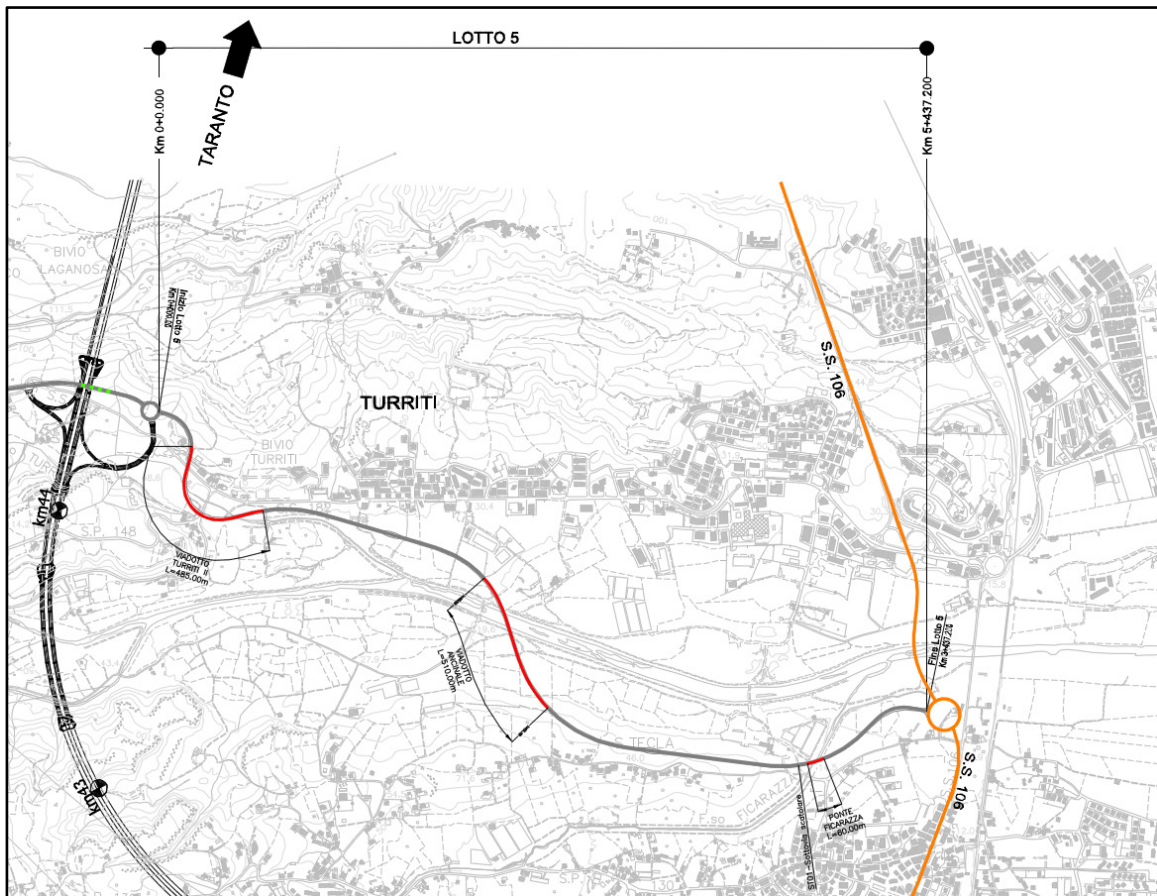 LOTTO 5
TARANTO
Km 0+0.000
Km 5+437.200
BIVIO
LAGANOSA
Inizio Lotto 5
S.S. 106
TURRITI
BIVIO
TURRITI
km44
S.P. 148
VIADOTTO
TURRITI II
L=485.00m
VIADOTTO
ANCINALE
L=510.00m
Fine Lotto 5
TECLA
km43
FICARAZZA
F.so
PONTE
FICARAZZA
L=60.00m
S.S. 106
S.P.